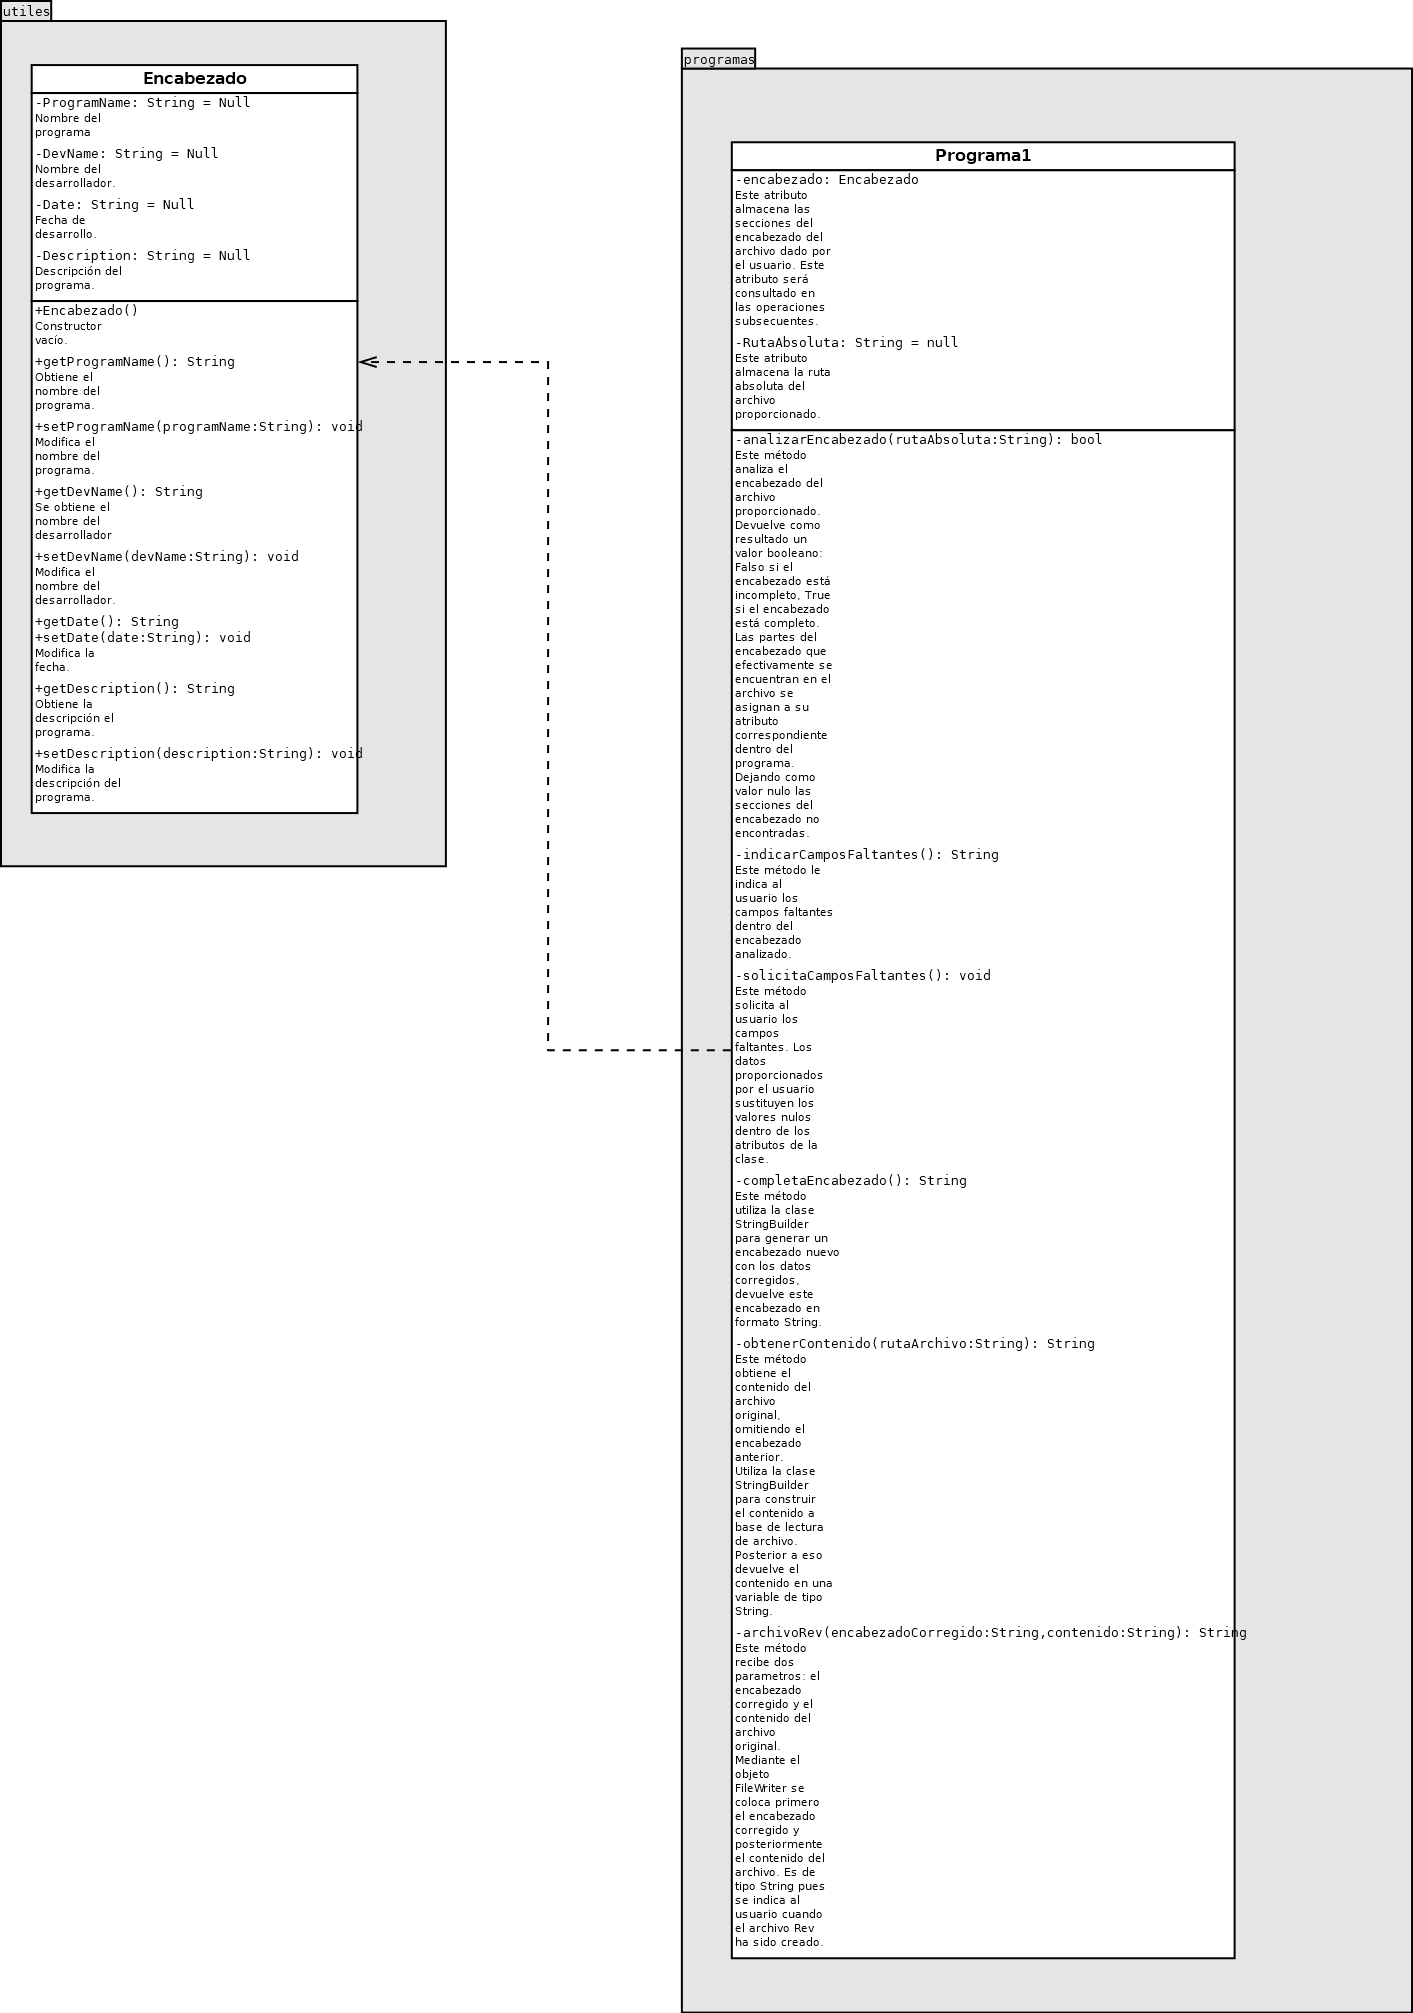 utiles
Encabezado
-ProgramName: String = Null
Nombre del
programa
-DevName: String = Null
Nombre del
desarrollador.
-Date: String = Null
Fecha de
desarrollo.
-Description: String = Null
Descripción del
programa.
+Encabezado()
Constructor
vacío.
+getProgramName(): String
Obtiene el
nombre del
programa.
+setProgramName(programName:String): void
Modifica el
nombre del
programa.
+getDevName(): String
Se obtiene el
nombre del
desarrollador
+setDevName(devName:String): void
Modifica el
nombre del
desarrollador.
+getDate(): String
+setDate(date:String): void
Modifica la
fecha.
+getDescription(): String
Obtiene la
descripción el
programa.
+setDescription(description:String): void
Modifica la
descripción del
programa.
programas
Programa1
-encabezado: Encabezado
Este atributo
almacena las
secciones del
encabezado del
archivo dado por
el usuario. Este
atributo será
consultado en
las operaciones
subsecuentes.
-RutaAbsoluta: String = null
Este atributo
almacena la ruta
absoluta del
archivo
proporcionado.
-analizarEncabezado(rutaAbsoluta:String): bool
Este método
analiza el
encabezado del
archivo
proporcionado.
Devuelve como
resultado un
valor booleano:
Falso si el
encabezado está
incompleto, True
si el encabezado
está completo.
Las partes del
encabezado que
efectivamente se
encuentran en el
archivo se
asignan a su
atributo
correspondiente
dentro del
programa.
Dejando como
valor nulo las
secciones del
encabezado no
encontradas.
-indicarCamposFaltantes(): String
Este método le
indica al
usuario los
campos faltantes
dentro del
encabezado
analizado.
-solicitaCamposFaltantes(): void
Este método
solicita al
usuario los
campos
faltantes. Los
datos
proporcionados
por el usuario
sustituyen los
valores nulos
dentro de los
atributos de la
clase.
-completaEncabezado(): String
Este método
utiliza la clase
StringBuilder
para generar un
encabezado nuevo
con los datos
corregidos,
devuelve este
encabezado en
formato String.
-obtenerContenido(rutaArchivo:String): String
Este método
obtiene el
contenido del
archivo
original,
omitiendo el
encabezado
anterior.
Utiliza la clase
StringBuilder
para construir
el contenido a
base de lectura
de archivo.
Posterior a eso
devuelve el
contenido en una
variable de tipo
String.
-archivoRev(encabezadoCorregido:String,contenido:String): String
Este método
recibe dos
parametros: el
encabezado
corregido y el
contenido del
archivo
original.
Mediante el
objeto
FileWriter se
coloca primero
el encabezado
corregido y
posteriormente
el contenido del
archivo. Es de
tipo String pues
se indica al
usuario cuando
el archivo Rev
ha sido creado.